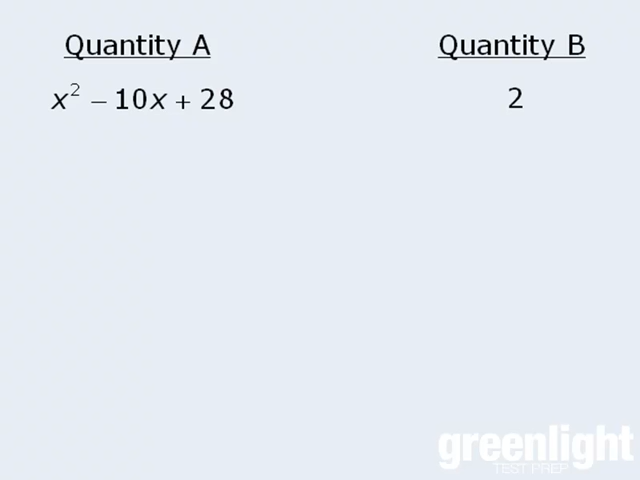 Quantity A Quantity B
x² – 10x + 28 2
greenlight
TEST PREP